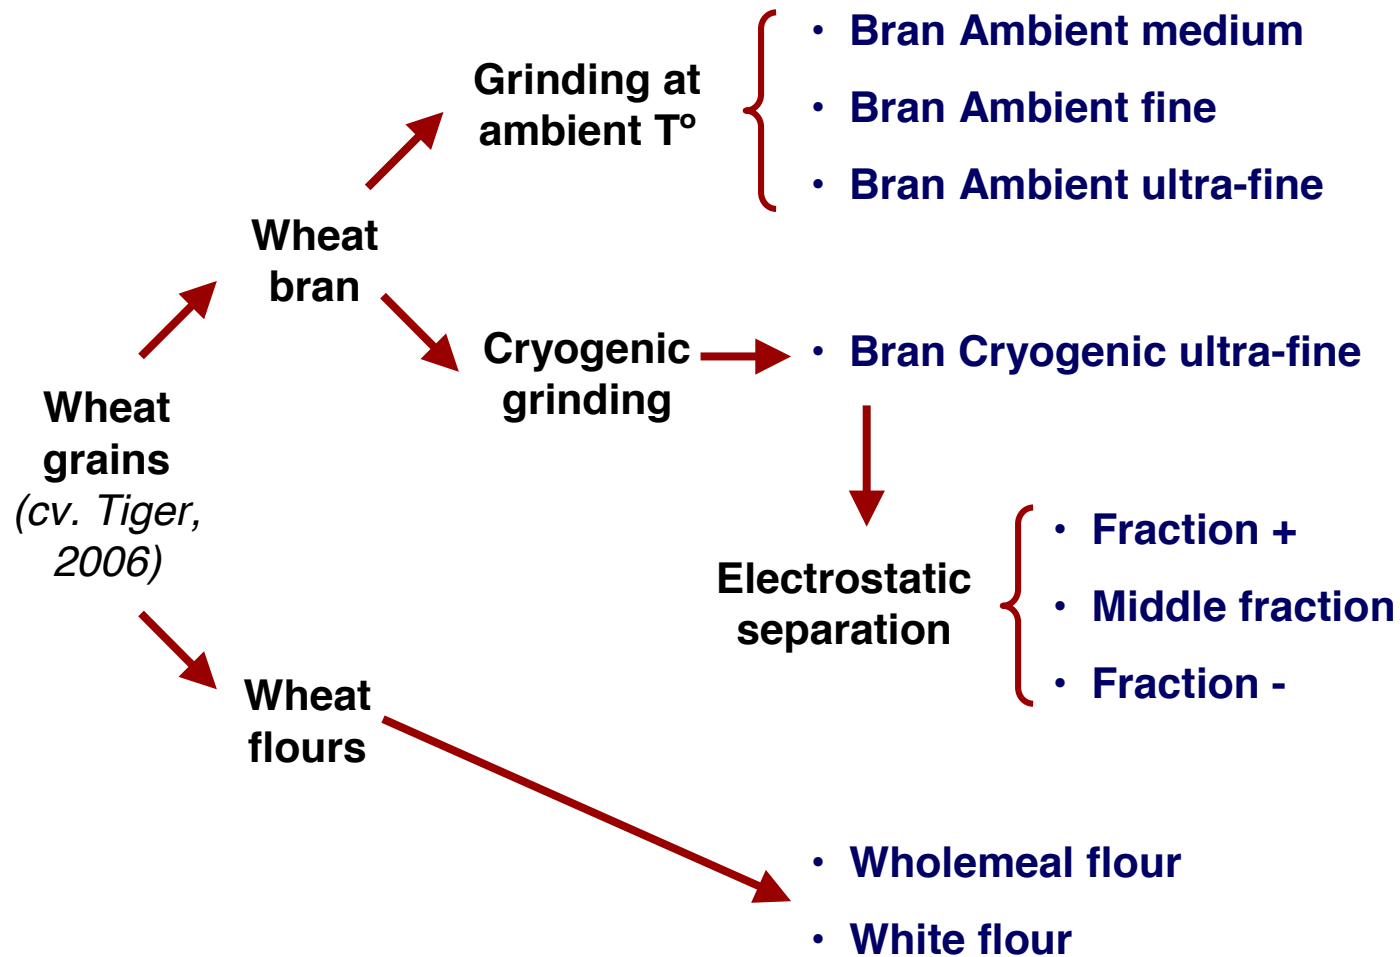 Grinding at
ambient Tº
• Bran Ambient medium
• Bran Ambient fine
• Bran Ambient ultra-fine
Wheat
bran
Cryogenic
grinding
• Bran Cryogenic ultra-fine
Wheat
grains
(cv. Tiger,
2006)
Electrostatic
separation
• Fraction +
• Middle fraction
• Fraction -
Wheat
flours
• Wholemeal flour
• White flour